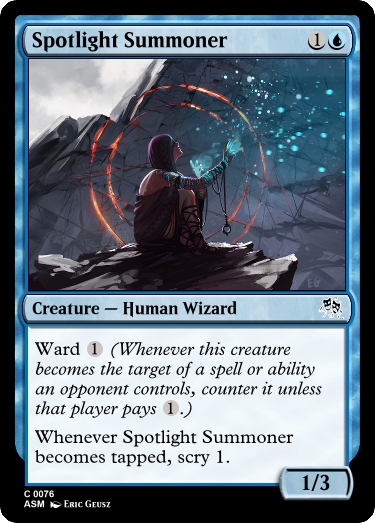 Spotlight Summoner 1
EG
Creature — Human Wizard
Ward 1 (Whenever this creature
becomes the target of a spell or ability
an opponent controls, counter it unless
that player pays 1.)
Whenever Spotlight Summoner
becomes tapped, scry 1.
1/3
C 0076
ASM Eric Geusz